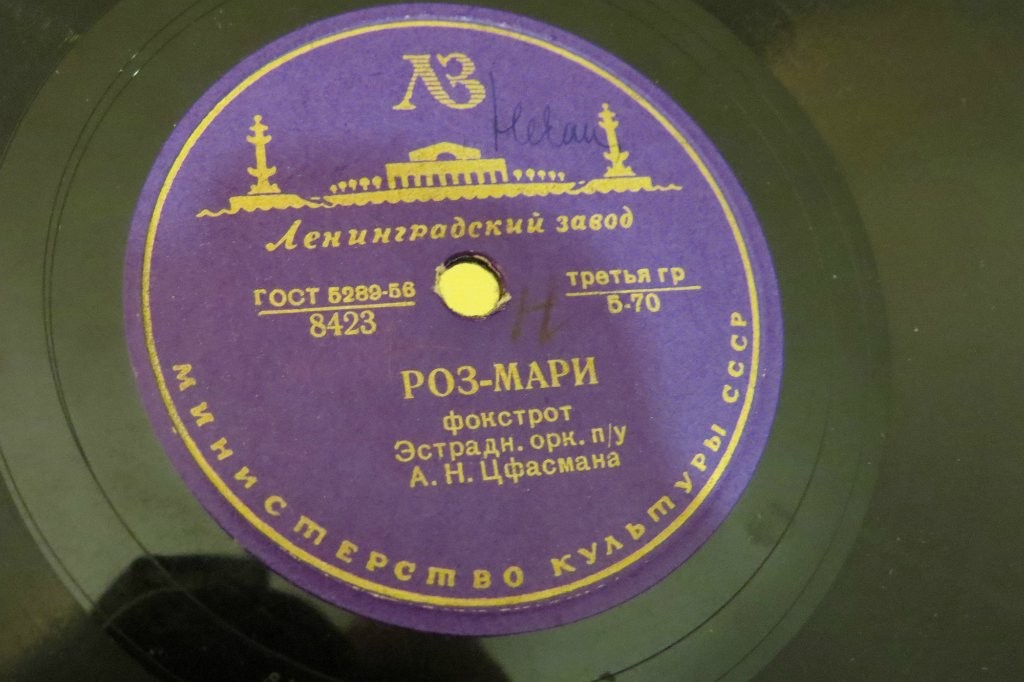 ЛЗ
Ленинградский завод
ГОСТ 5289-56
8423
третья гр
Б-70
Н
РОЗ-МАРИ
фокстрот
Эстрадн. орк. п/у
А. Н. Цфасмана
МИНИСТЕРСТВО КУЛЬТУРЫ СССР